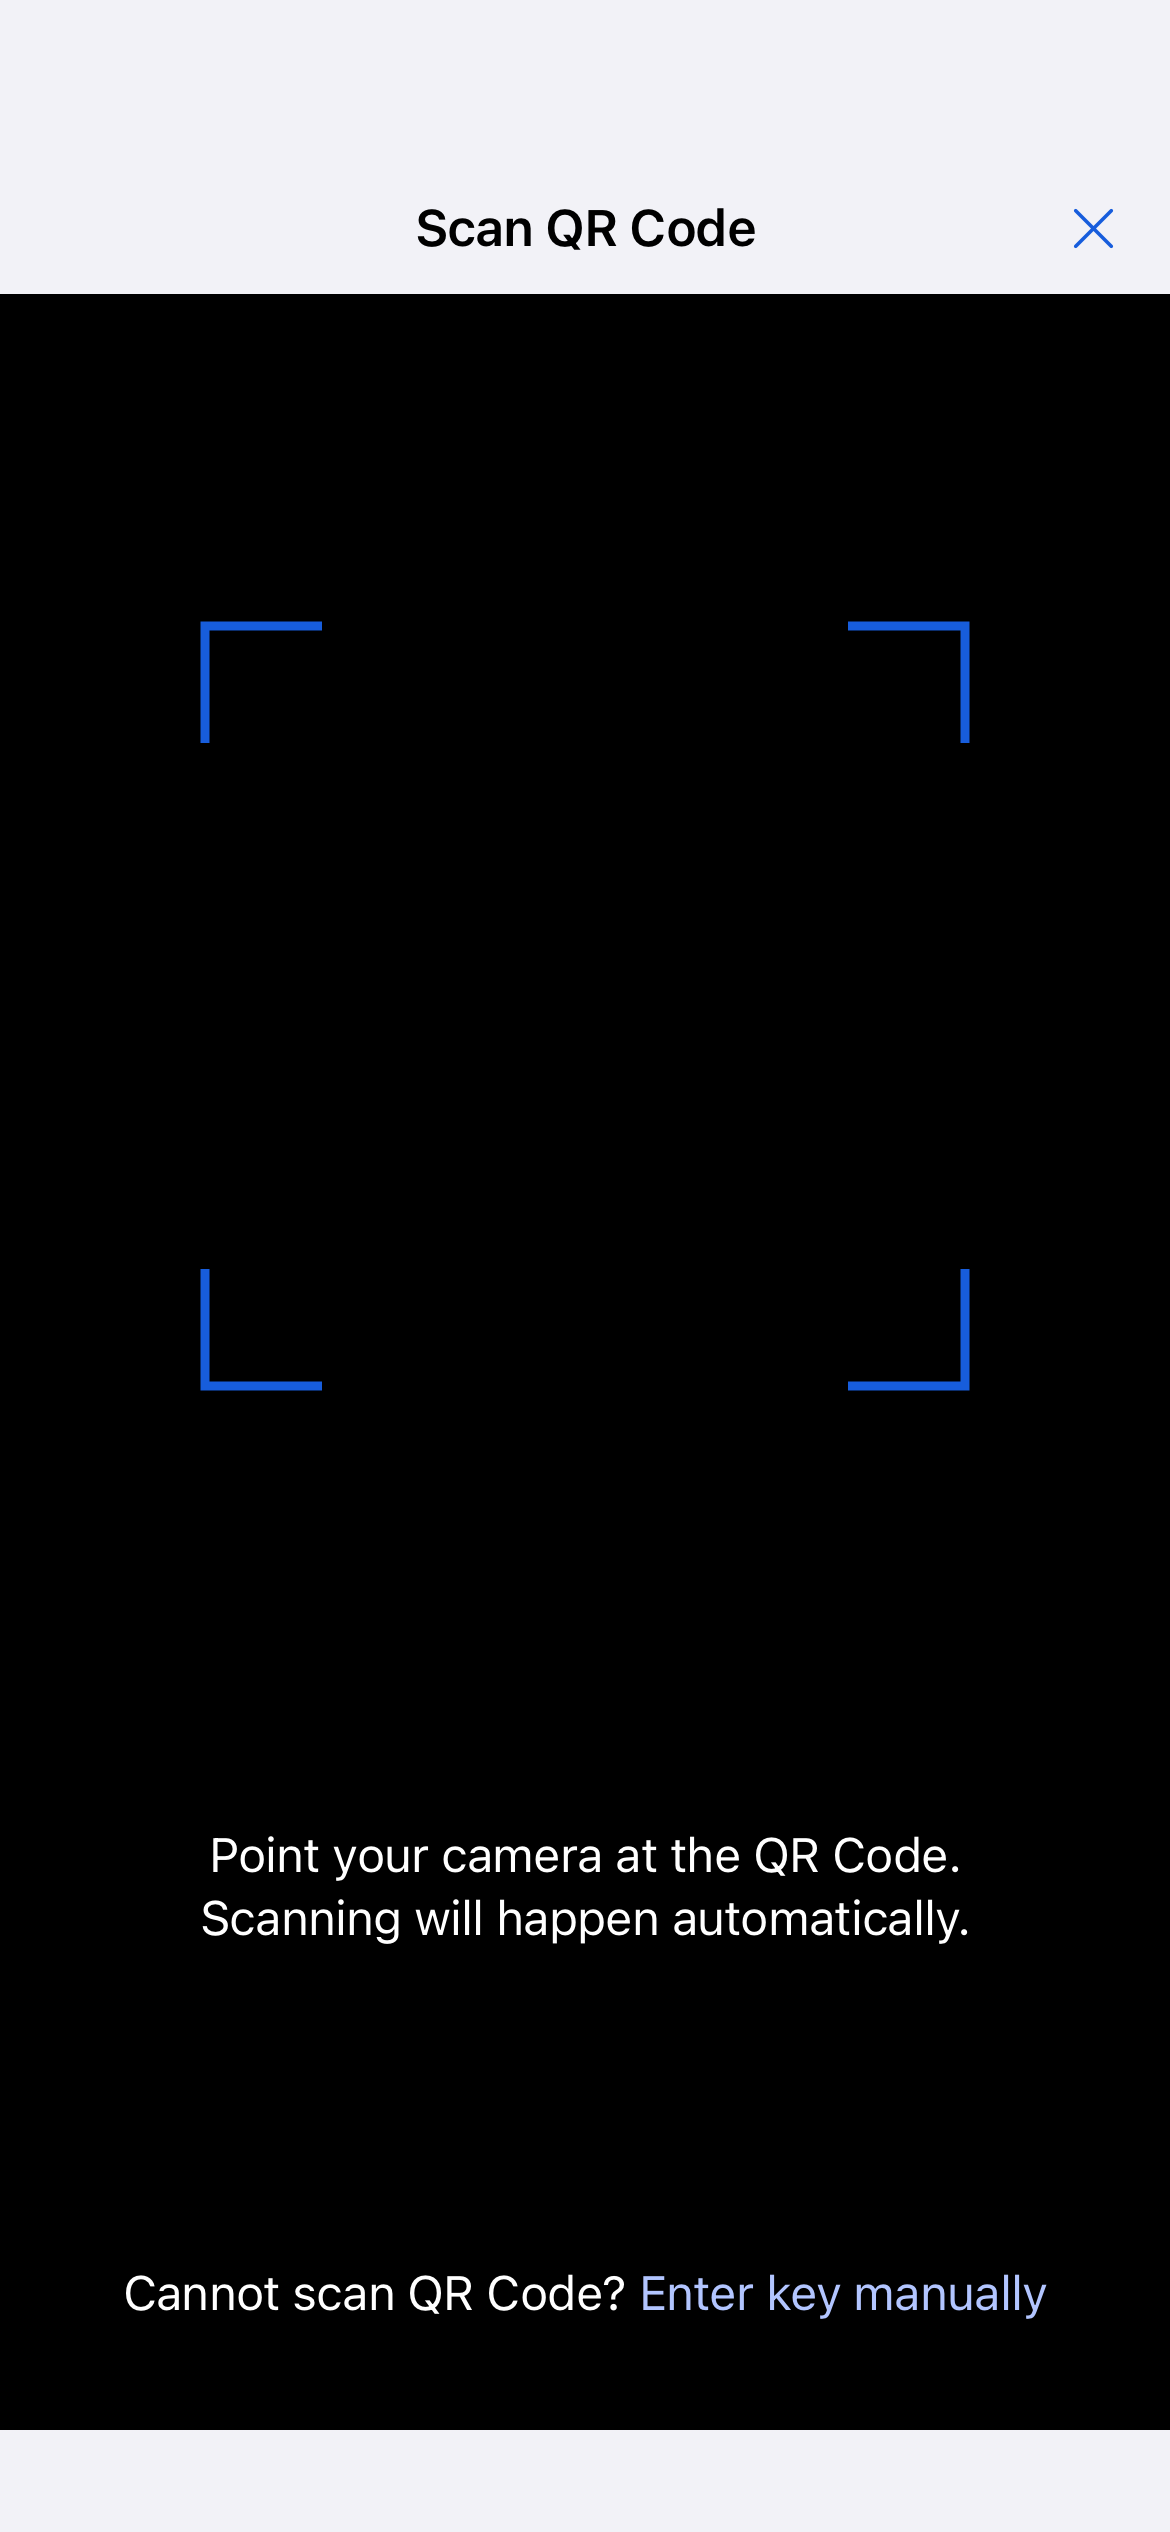 Scan QR Code
Point your camera at the QR Code.
Scanning will happen automatically.
Cannot scan QR Code? Enter key manually